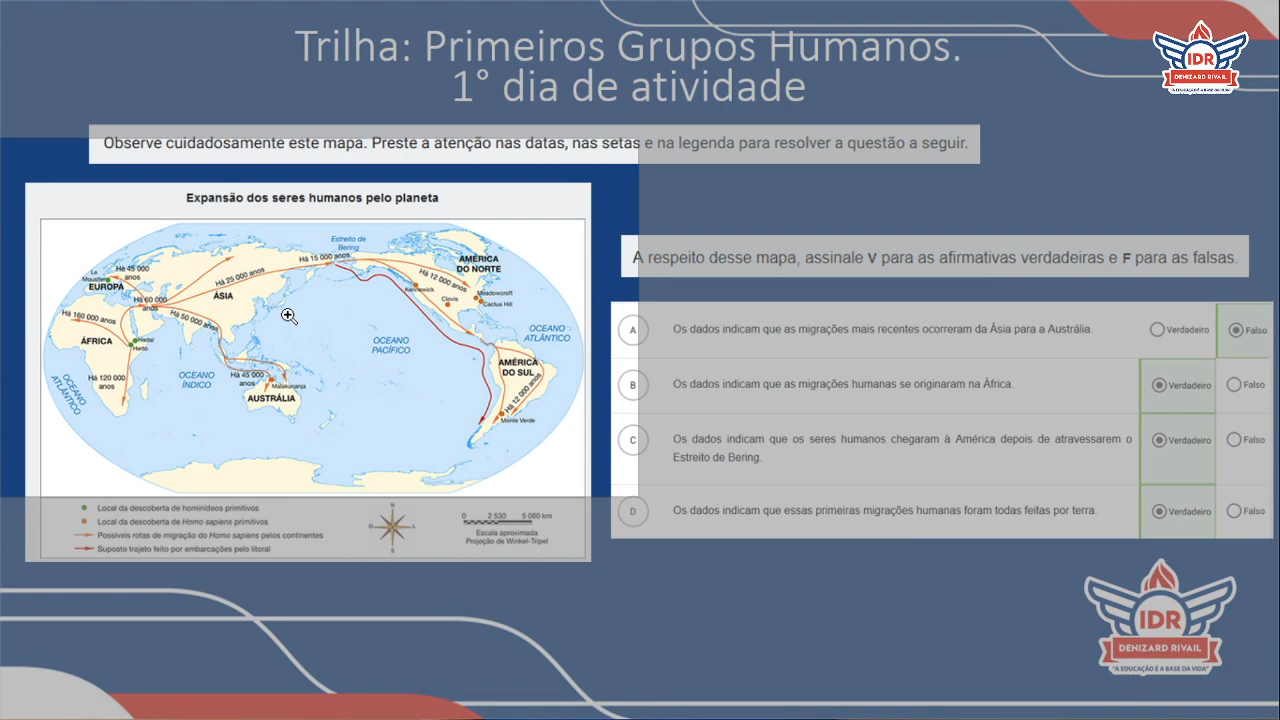 Trilha: Primeiros Grupos Humanos.
1° dia de atividade
IDR
DENIZARD RIVAIL
"A EDUCAÇÃO É A BASE DA VIDA"
Observe cuidadosamente este mapa. Preste a atenção nas datas, nas setas e na legenda para resolver a questão a seguir.
Expansão dos seres humanos pelo planeta
Estreito de
Bering
AMÉRICA
DO NORTE
Há 15 000 anos
Há 45 000
anos
Le
Moustier
EUROPA
Há 25 000 anos
ÁSIA
Há 12 000 anos
Kennewick
Meadowcroft
Clovis
Cactus Hill
Há 60 000
anos
Há 160 000
anos
Há 50 000
anos
ÁFRICA
Hadar
Herto
OCEANO
PACÍFICO
OCEANO
ATLÂNTICO
AMÉRICA
DO SUL
Há 120 000
anos
OCEANO
ATLÂNTICO
OCEANO
ÍNDICO
Há 45 000
anos
Malakunanja
AUSTRÁLIA
Há 12 000
anos
Monte Verde
Local da descoberta de hominídeos primitivos
Local da descoberta de Homo sapiens primitivos
Possíveis rotas de migração do Homo sapiens pelos continentes
Suposto trajeto feito por embarcações pelo litoral
N
O
L
S
0 2 530 5 060 km
Escala aproximada
Projeção de Winkel-Tripel
A respeito desse mapa, assinale V para as afirmativas verdadeiras e F para as falsas.
A Os dados indicam que as migrações mais recentes ocorreram da Ásia para a Austrália. Verdadeiro Falso
B Os dados indicam que as migrações humanas se originaram na África. Verdadeiro Falso
C Os dados indicam que os seres humanos chegaram à América depois de atravessarem o Verdadeiro Falso
Estreito de Bering.
D Os dados indicam que essas primeiras migrações humanas foram todas feitas por terra. Verdadeiro Falso
IDR
DENIZARD RIVAIL
"A EDUCAÇÃO É A BASE DA VIDA"